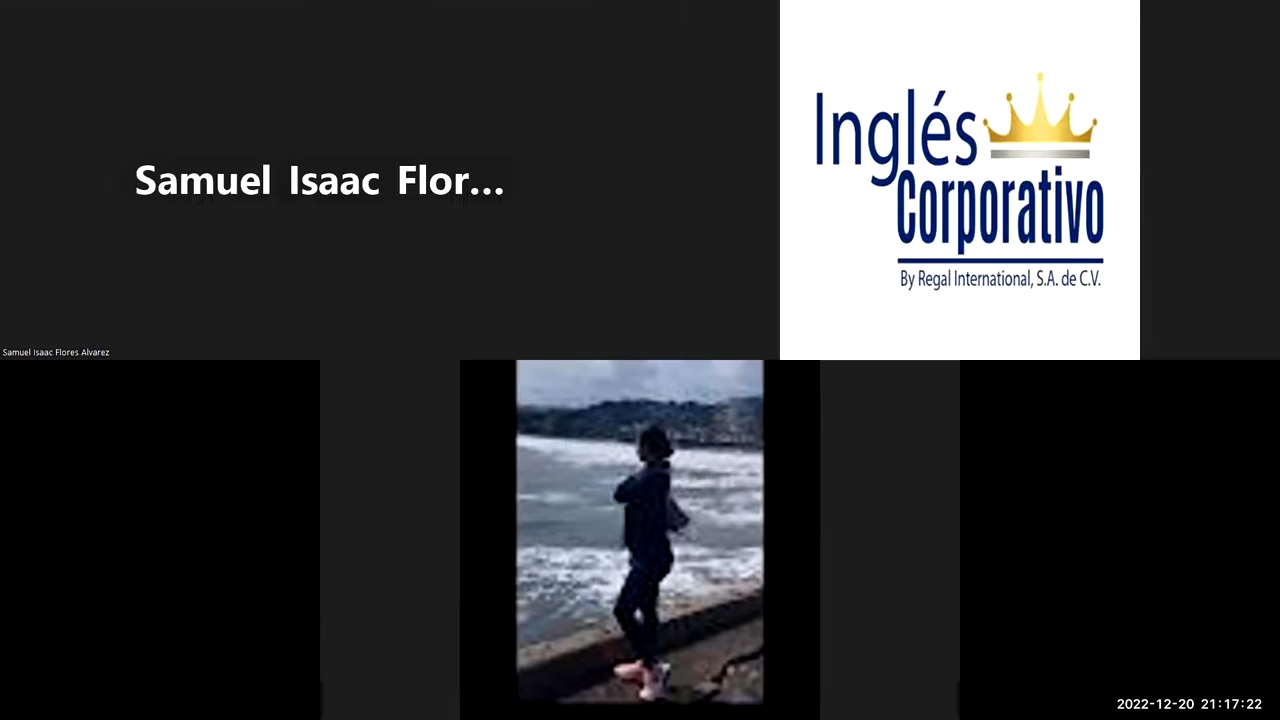 Samuel Isaac Flor...
Inglés
Corporativo
By Regal International, S.A. de C.V.
Samuel Isaac Flores Alvarez
2022-12-20 21:17:22